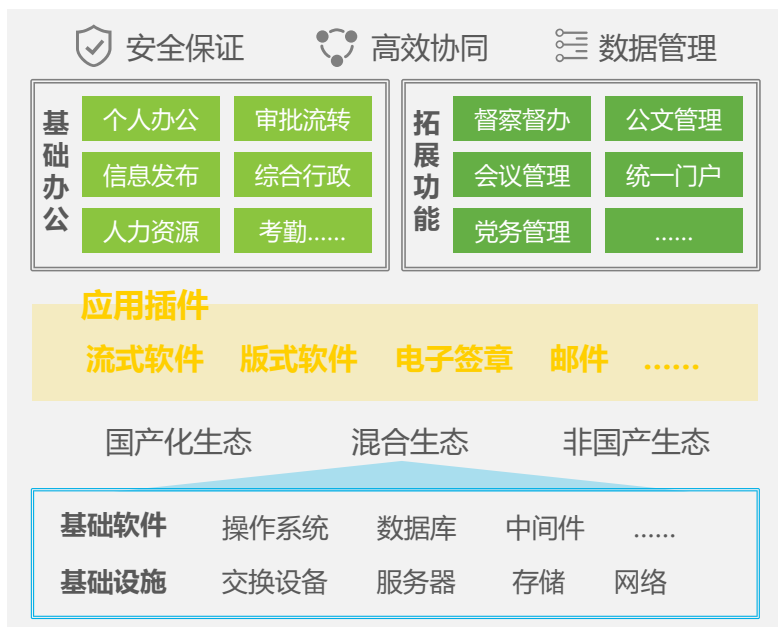 安全保证 高效协同 数据管理
基础办公
个人办公 审批流转
信息发布 综合行政
人力资源 考勤......
拓展功能
督察督办 公文管理
会议管理 统一门户
党务管理 ......
应用插件
流式软件 版式软件 电子签章 邮件 ......
国产化生态 混合生态 非国产生态
基础软件 操作系统 数据库 中间件 ......
基础设施 交换设备 服务器 存储 网络